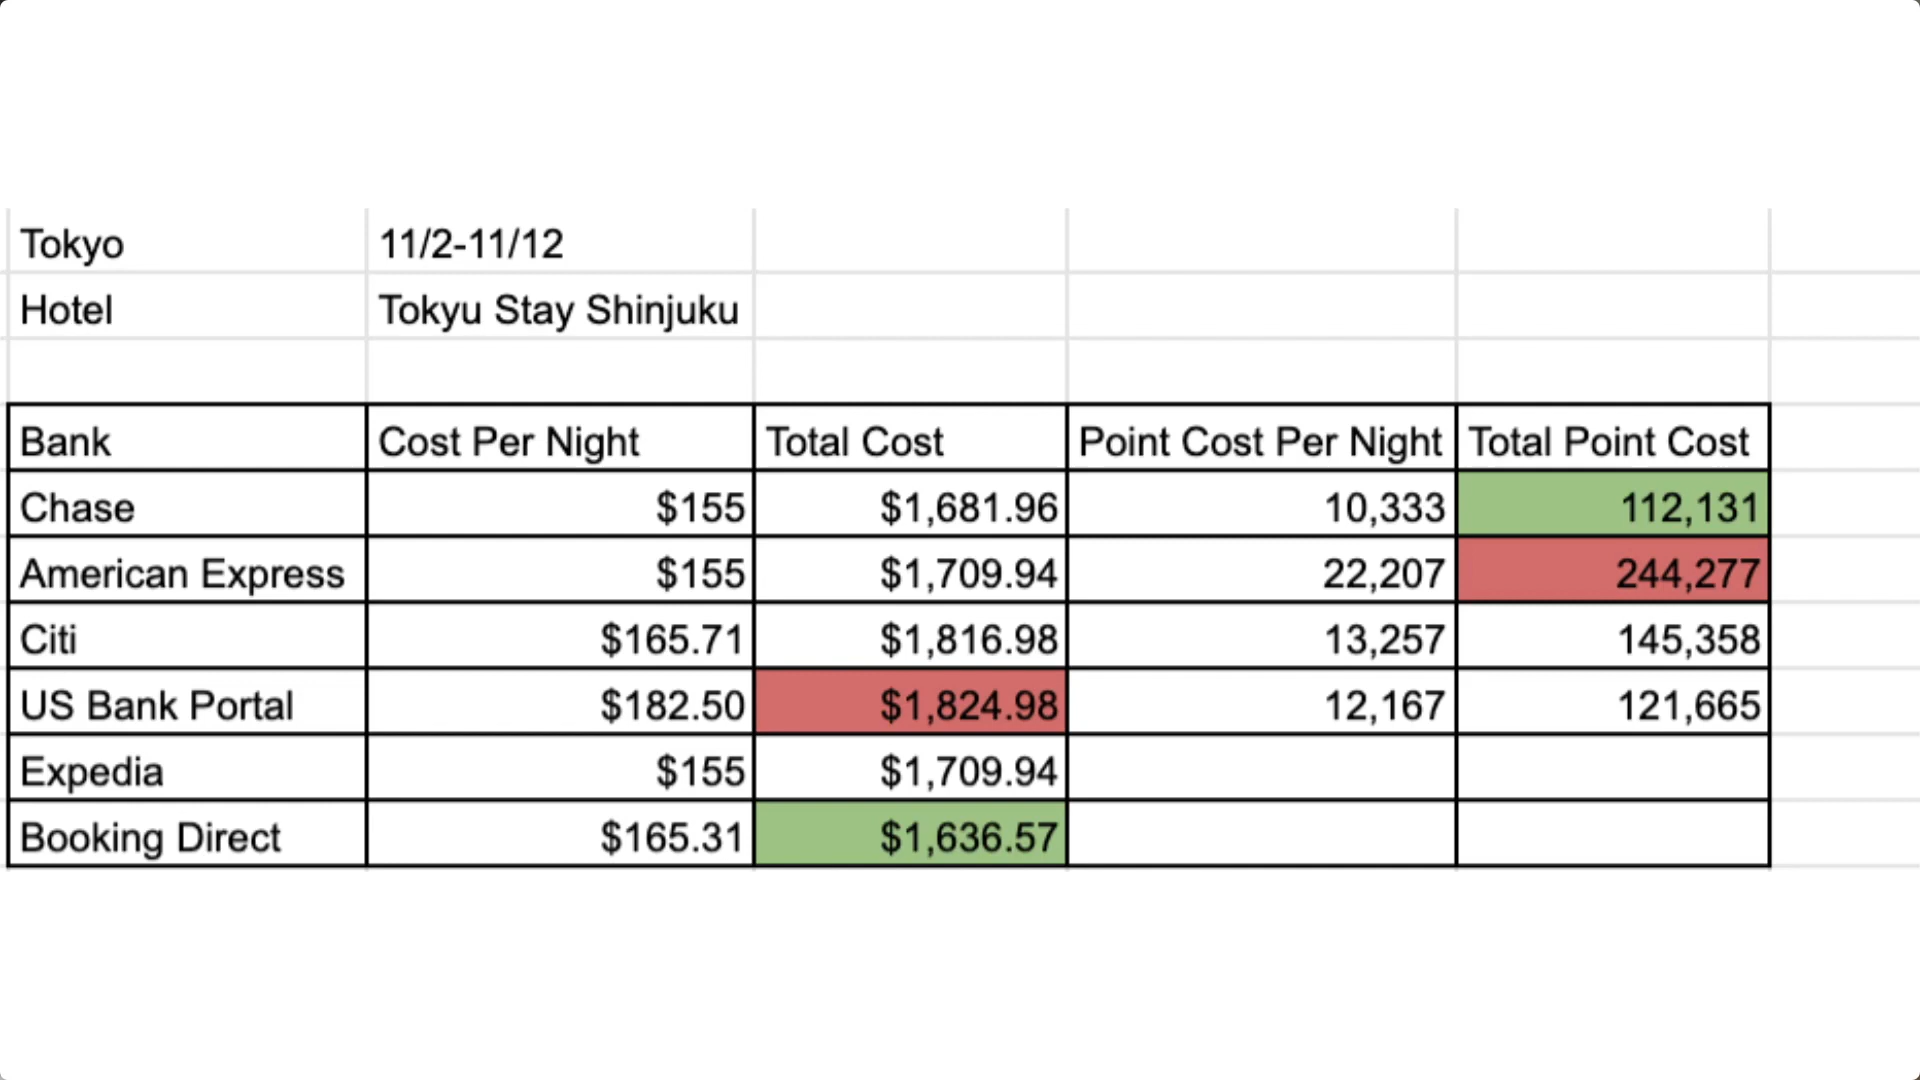 Tokyo 11/2-11/12
Hotel Tokyu Stay Shinjuku
Bank Cost Per Night Total Cost Point Cost Per Night Total Point Cost
Chase $155 $1,681.96 10,333 112,131
American Express $155 $1,709.94 22,207 244,277
Citi $165.71 $1,816.98 13,257 145,358
US Bank Portal $182.50 $1,824.98 12,167 121,665
Expedia $155 $1,709.94
Booking Direct $165.31 $1,636.57